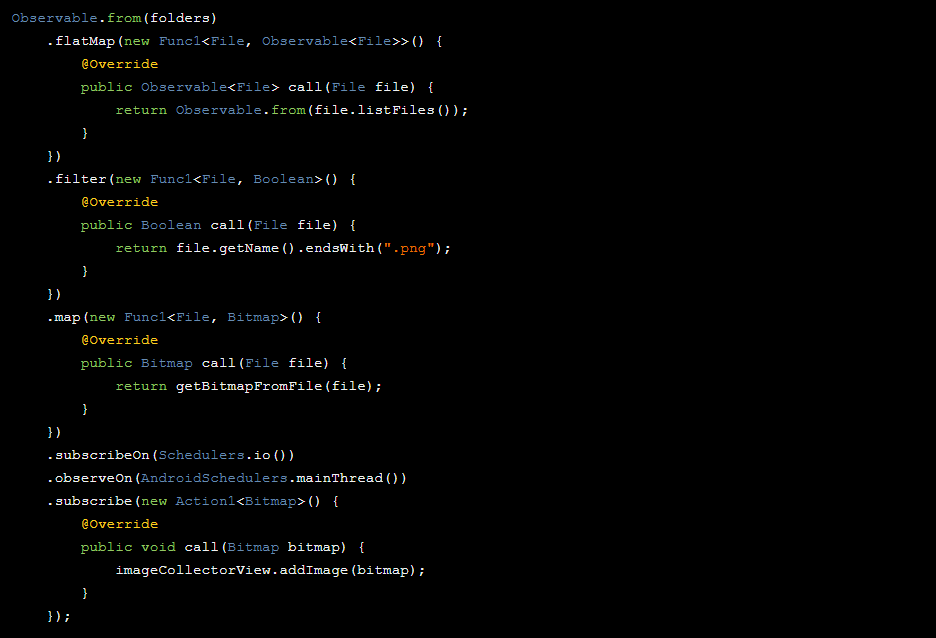 Observable.from(folders)
    .flatMap(new Func1<File, Observable<File>>() {
        @Override
        public Observable<File> call(File file) {
            return Observable.from(file.listFiles());
        }
    })
    .filter(new Func1<File, Boolean>() {
        @Override
        public Boolean call(File file) {
            return file.getName().endsWith(".png");
        }
    })
    .map(new Func1<File, Bitmap>() {
        @Override
        public Bitmap call(File file) {
            return getBitmapFromFile(file);
        }
    })
    .subscribeOn(Schedulers.io())
    .observeOn(AndroidSchedulers.mainThread())
    .subscribe(new Action1<Bitmap>() {
        @Override
        public void call(Bitmap bitmap) {
            imageCollectorView.addImage(bitmap);
        }
    });